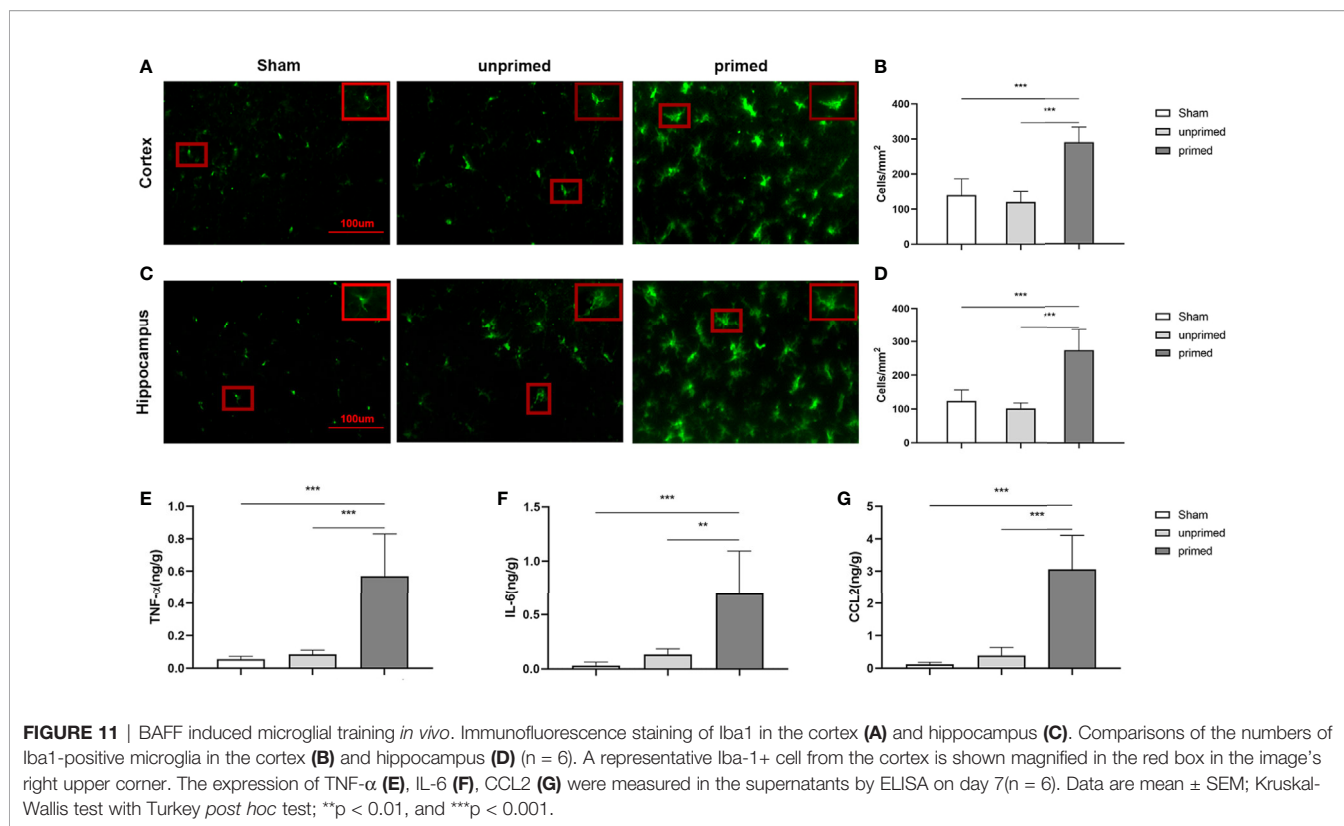 A
Sham
unprimed
primed
Cortex
100um
B
***
***
Cells/mm²
400
300
200
100
0
Sham
unprimed
primed
C
Hippocampus
100um
D
***
***
Cells/mm²
400
300
200
100
0
E
***
***
TNF-α(ng/g)
1.0
0.8
0.6
0.4
0.2
0.0
F
***
**
IL-6(ng/g)
1.5
1.0
0.5
0.0
G
***
***
CCL2(ng/g)
5
4
3
2
1
0
Sham
unprimed
primed
FIGURE 11 | BAFF induced microglial training in vivo. Immunofluorescence staining of Iba1 in the cortex (A) and hippocampus (C). Comparisons of the numbers of
Iba1-positive microglia in the cortex (B) and hippocampus (D) (n = 6). A representative Iba-1+ cell from the cortex is shown magnified in the red box in the image's
right upper corner. The expression of TNF-α (E), IL-6 (F), CCL2 (G) were measured in the supernatants by ELISA on day 7(n = 6). Data are mean ± SEM; Kruskal-
Wallis test with Turkey post hoc test; **p < 0.01, and ***p < 0.001.